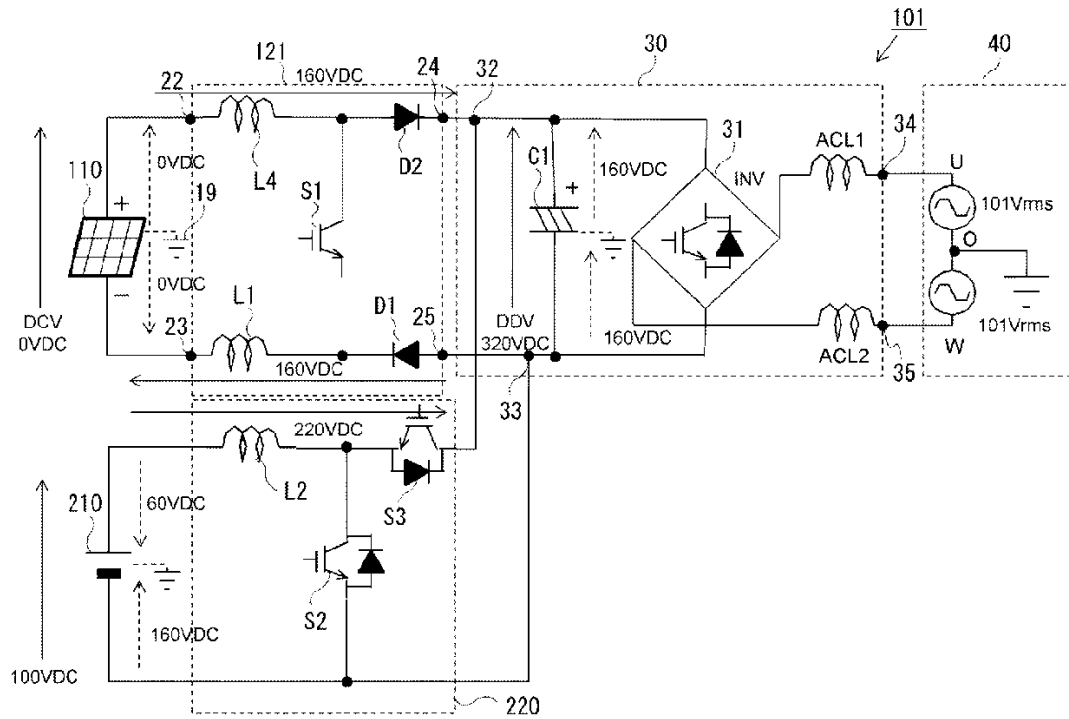 101
121
160VDC
24
32
30
40
22
D2
L4
110
0VDC
19
+
−
0VDC
S1
C1
+
160VDC
31
INV
ACL1
34
U
101Vrms
O
101Vrms
W
DCV
0VDC
23
L1
D1
25
160VDC
DDV
320VDC
160VDC
33
ACL2
35
220VDC
L2
S3
210
60VDC
S2
160VDC
100VDC
220